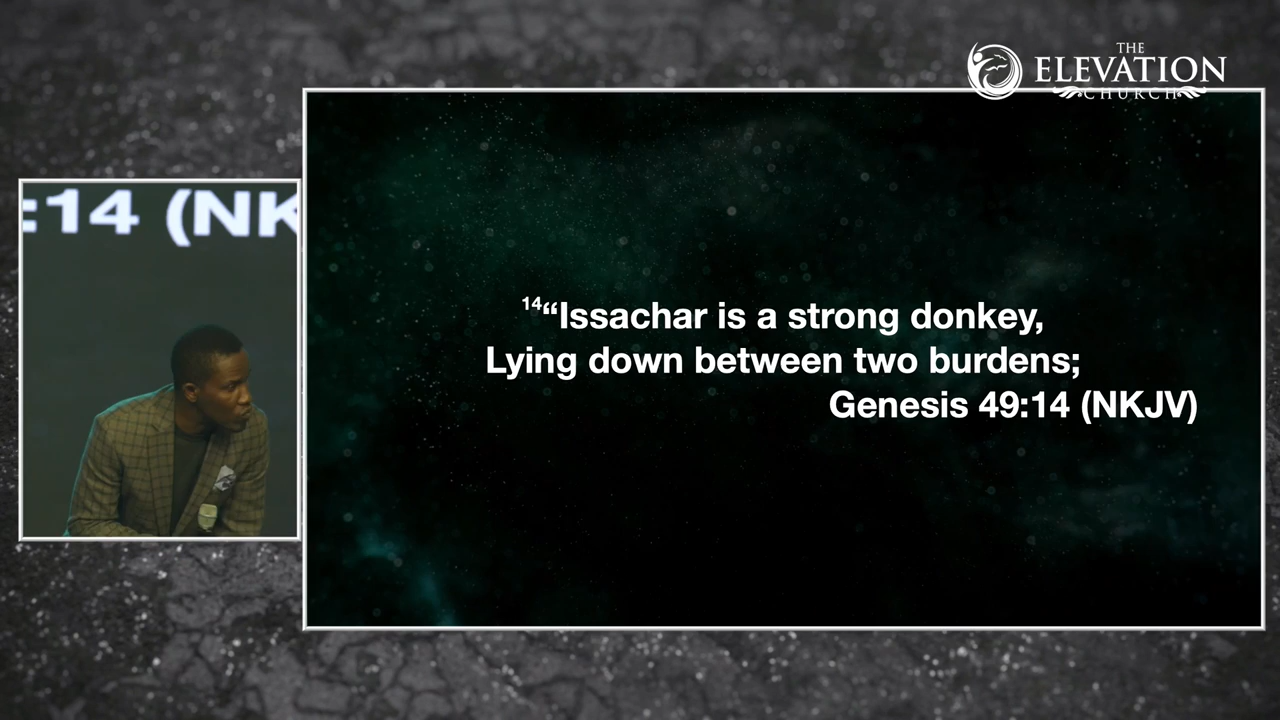 THE
ELEVATION
CHURCH
:14 (NK
14“Issachar is a strong donkey,
Lying down between two burdens;
Genesis 49:14 (NKJV)